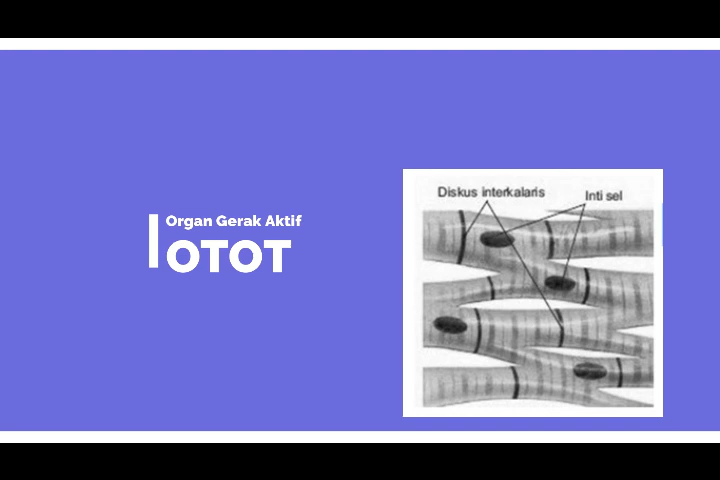 Organ Gerak Aktif
OTOT
Diskus interkalaris
Inti sel